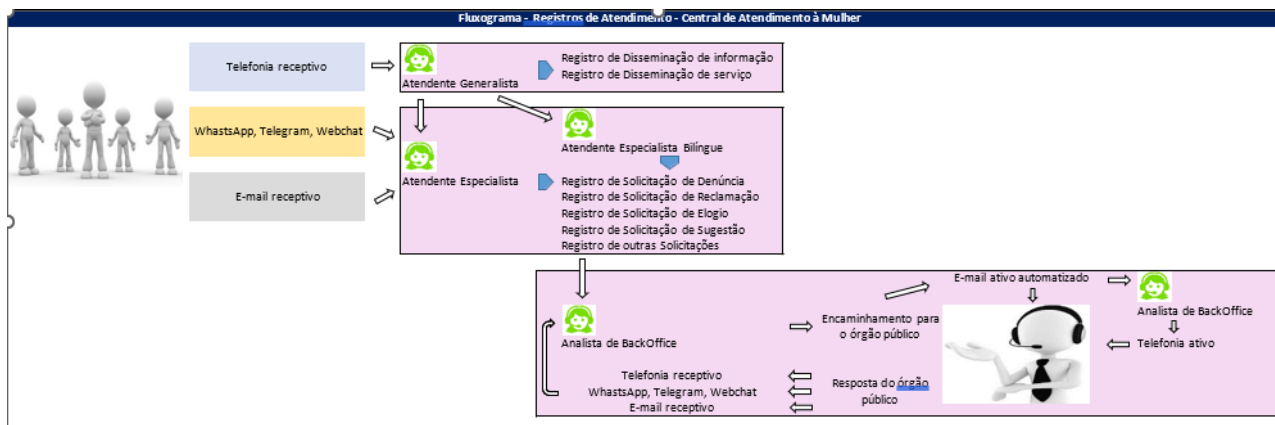 Fluxograma - Registros de Atendimento - Central de Atendimento à Mulher
Telefonia receptivo
Atendente Generalista
Registro de Disseminação de informação
Registro de Disseminação de serviço
WhastsApp, Telegram, Webchat
Atendente Especialista Bilíngue
Atendente Especialista
E-mail receptivo
Registro de Solicitação de Denúncia
Registro de Solicitação de Reclamação
Registro de Solicitação de Elogio
Registro de Solicitação de Sugestão
Registro de outras Solicitações
Analista de BackOffice
Encaminhamento para
o órgão público
E-mail ativo automatizado
Analista de BackOffice
Telefonia ativo
Resposta do órgão
público
Telefonia receptivo
WhastsApp, Telegram, Webchat
E-mail receptivo